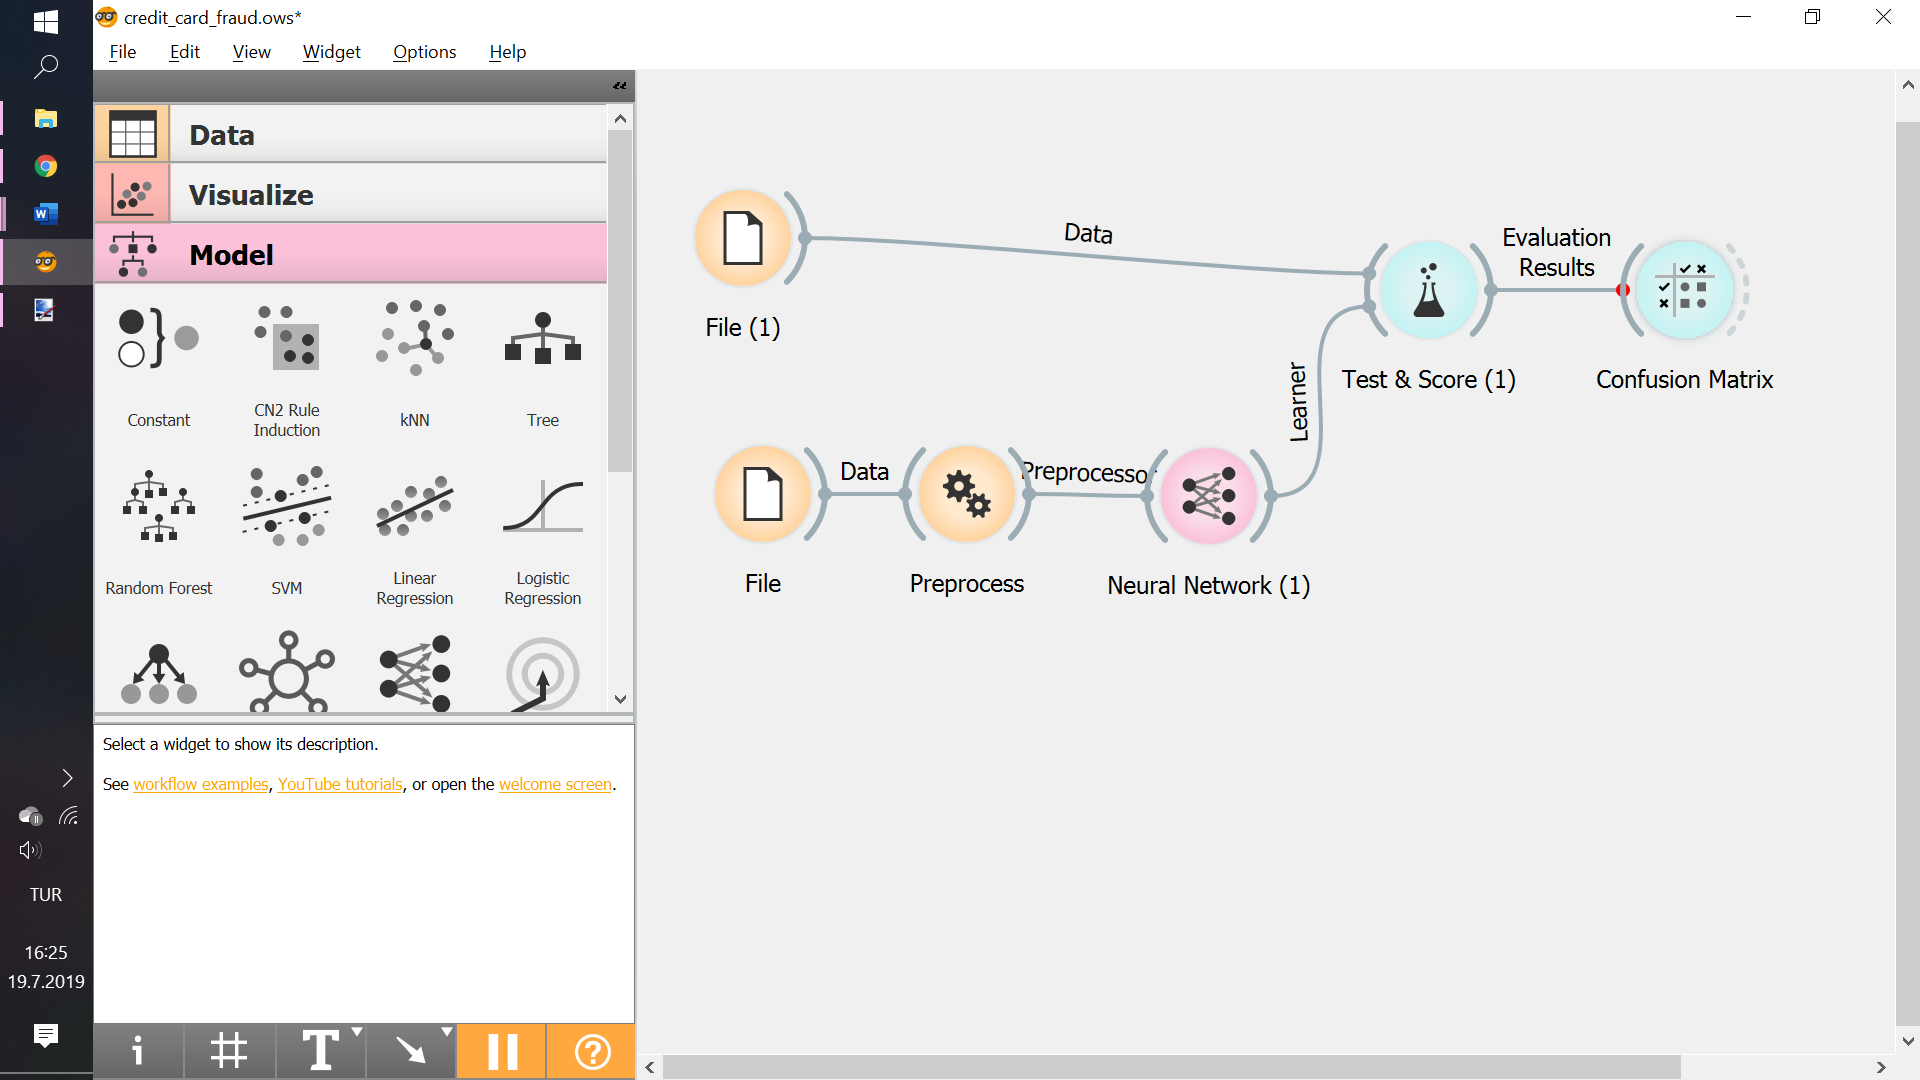 credit_card_fraud.ows*
File Edit View Widget Options Help
Data
Visualize
Model
Constant
CN2 Rule
Induction
kNN
Tree
Random Forest
SVM
Linear
Regression
Logistic
Regression
Select a widget to show its description.
See workflow examples, YouTube tutorials, or open the welcome screen.
TUR
16:25
19.7.2019
File (1)
Data
Test & Score (1)
Evaluation
Results
Confusion Matrix
Learner
File
Data
Preprocess
Preprocessor
Neural Network (1)